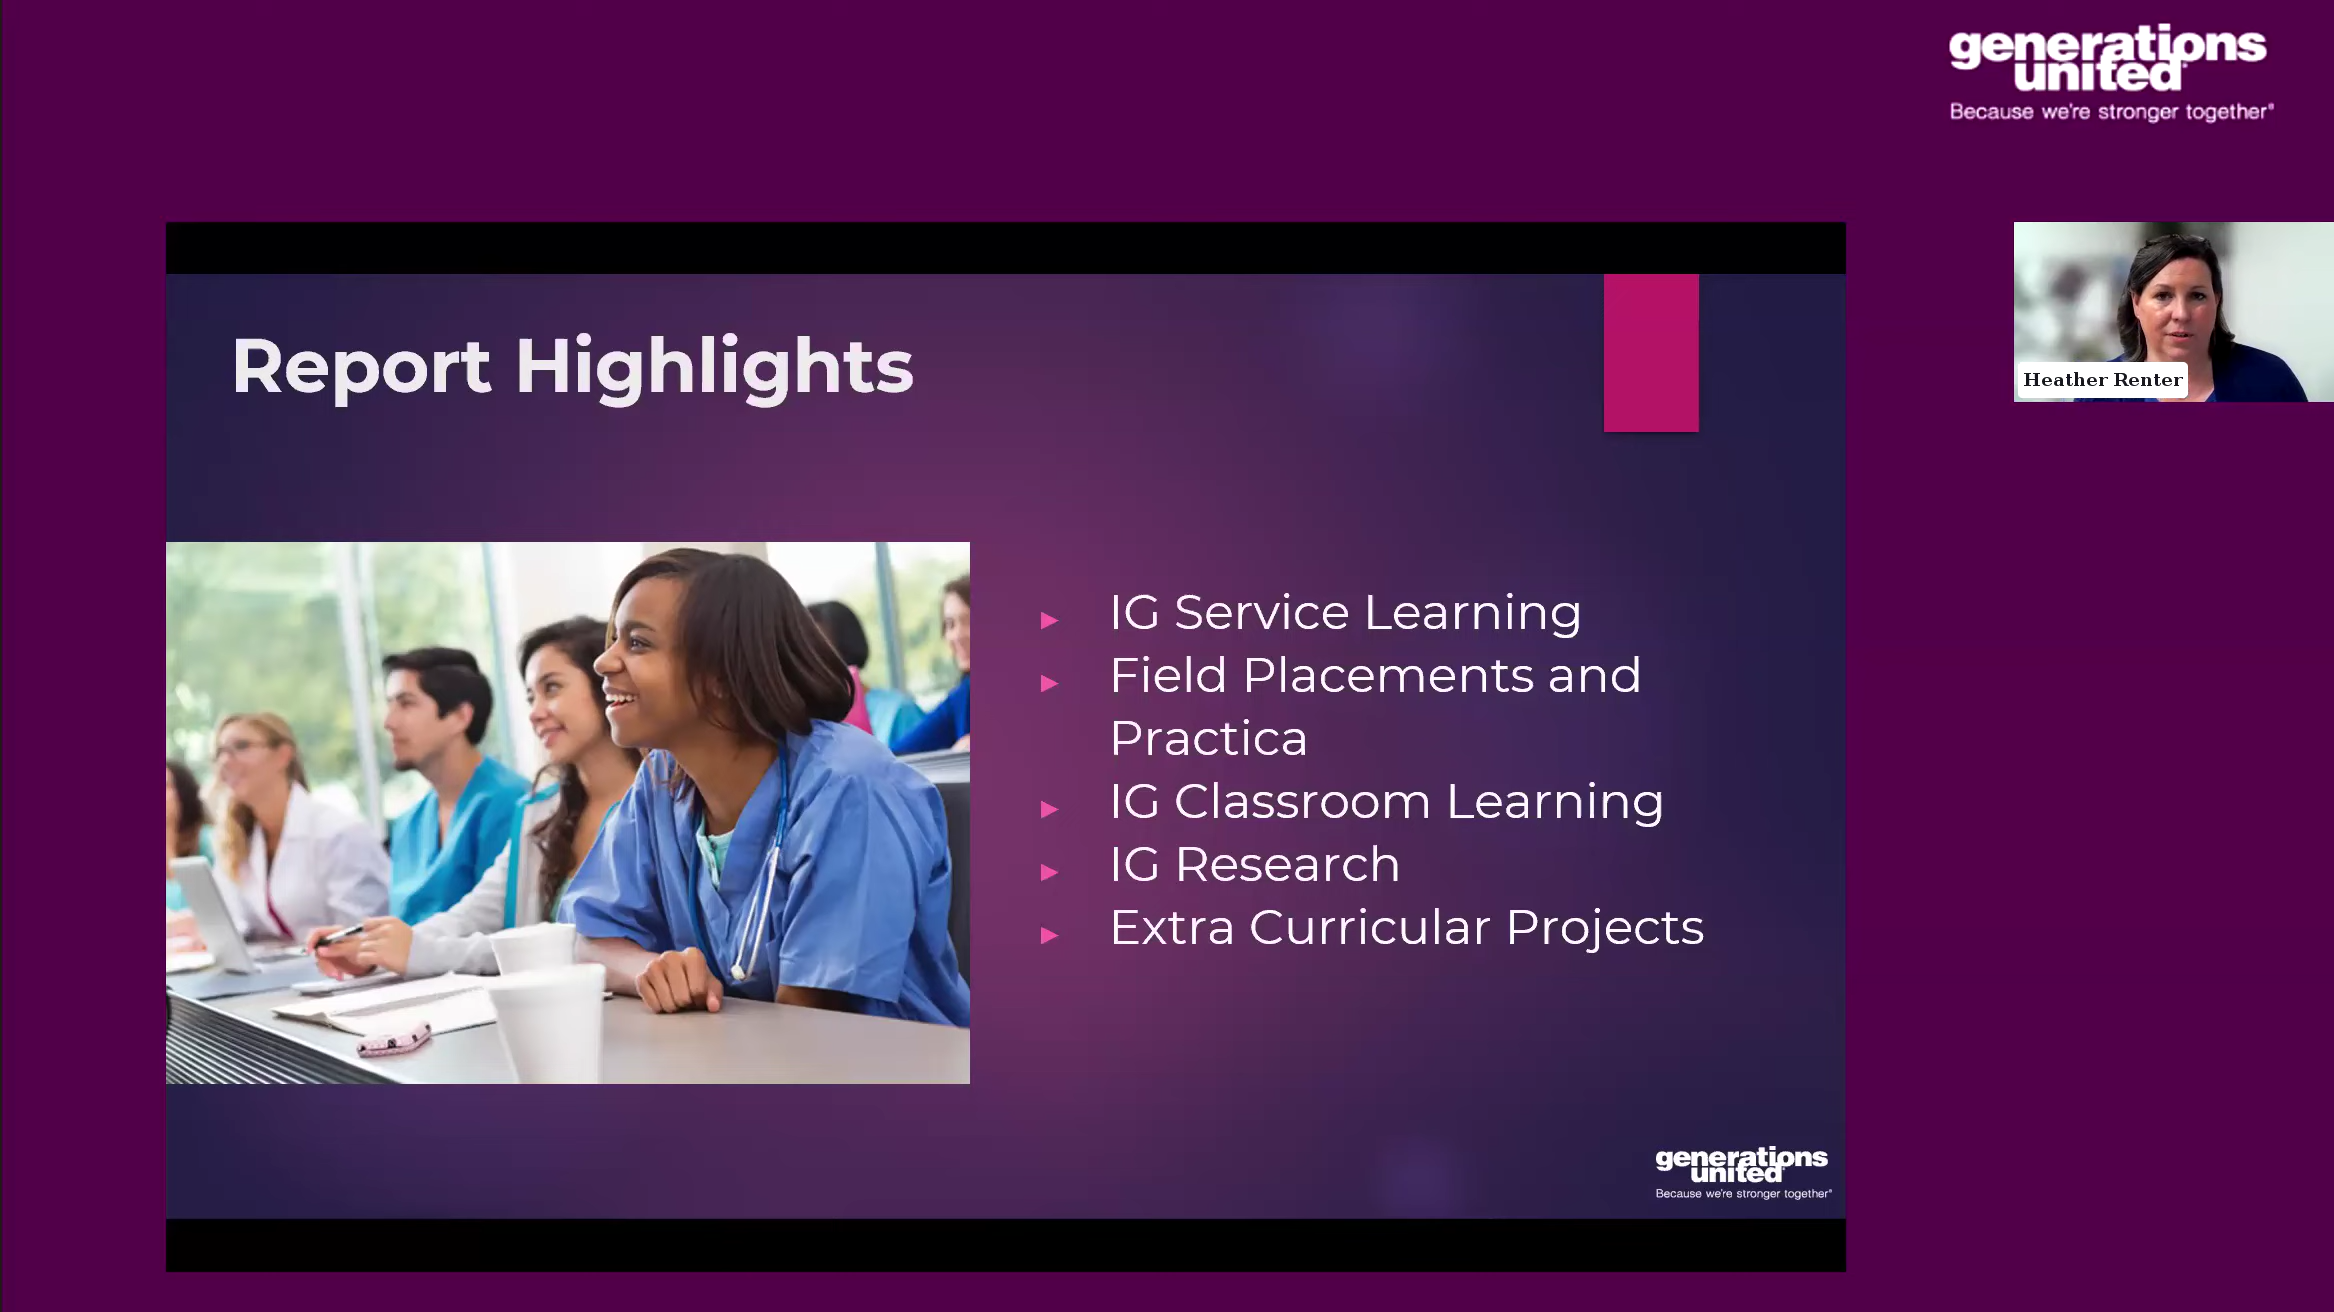 generations
united
Because we're stronger together®
Report Highlights
Heather Renter
► IG Service Learning
► Field Placements and
Practica
► IG Classroom Learning
► IG Research
► Extra Curricular Projects
generations
united
Because we're stronger together®